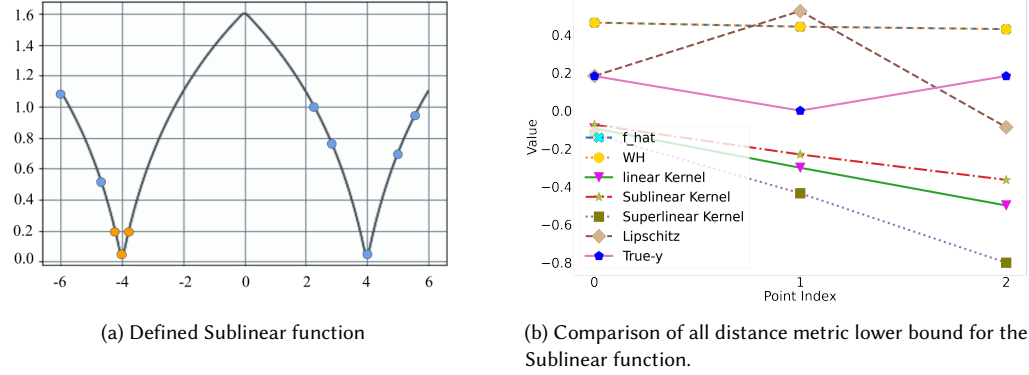 1.6
1.4
1.2
1.0
0.8
0.6
0.4
0.2
0.0
-6 -4 -2 0 2 4 6
(a) Defined Sublinear function
0.4
0.2
0.0
−0.2
−0.4
−0.6
−0.8
Value
f_hat
WH
linear Kernel
Sublinear Kernel
Superlinear Kernel
Lipschitz
True-y
0 1 2
Point Index
(b) Comparison of all distance metric lower bound for the
Sublinear function.